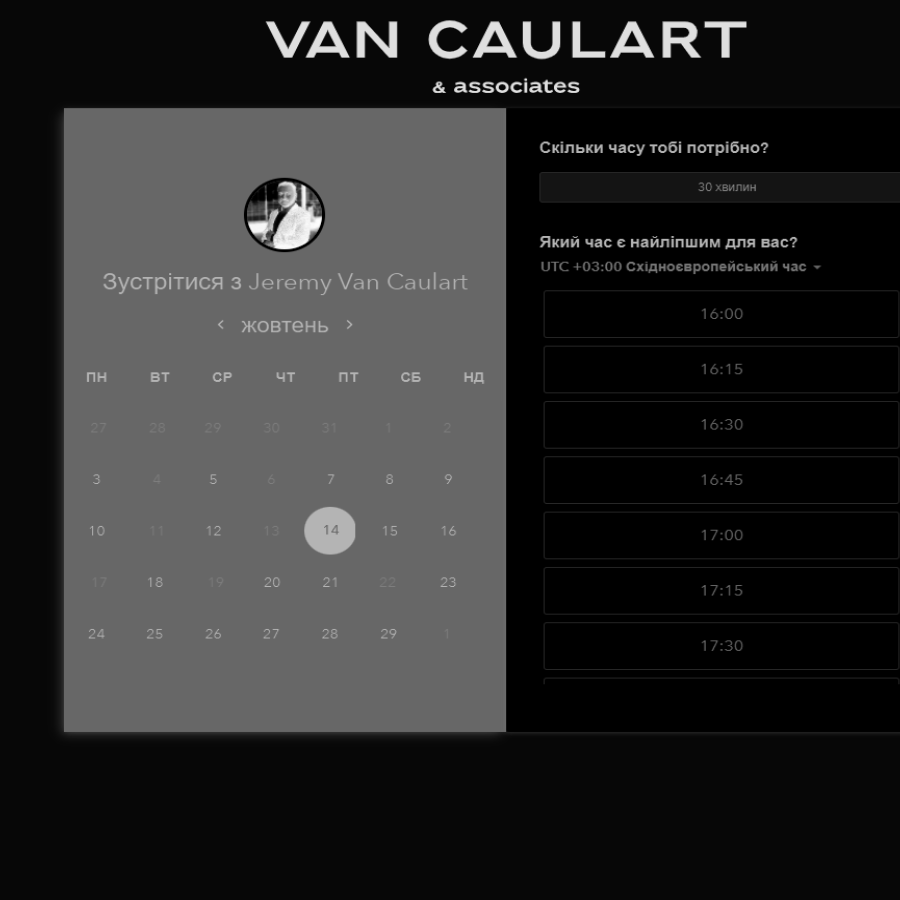 VAN CAULART
& associates
Зустрітися з Jeremy Van Caulart
жовтень
ПН ВТ СР ЧТ ПТ СБ НД
27 28 29 30 31 1 2
3 4 5 6 7 8 9
10 11 12 13 14 15 16
17 18 19 20 21 22 23
24 25 26 27 28 29 1
Скільки часу тобі потрібно?
30 хвилин
Який час є найліпшим для вас?
UTC +03:00 Східноєвропейський час
16:00
16:15
16:30
16:45
17:00
17:15
17:30